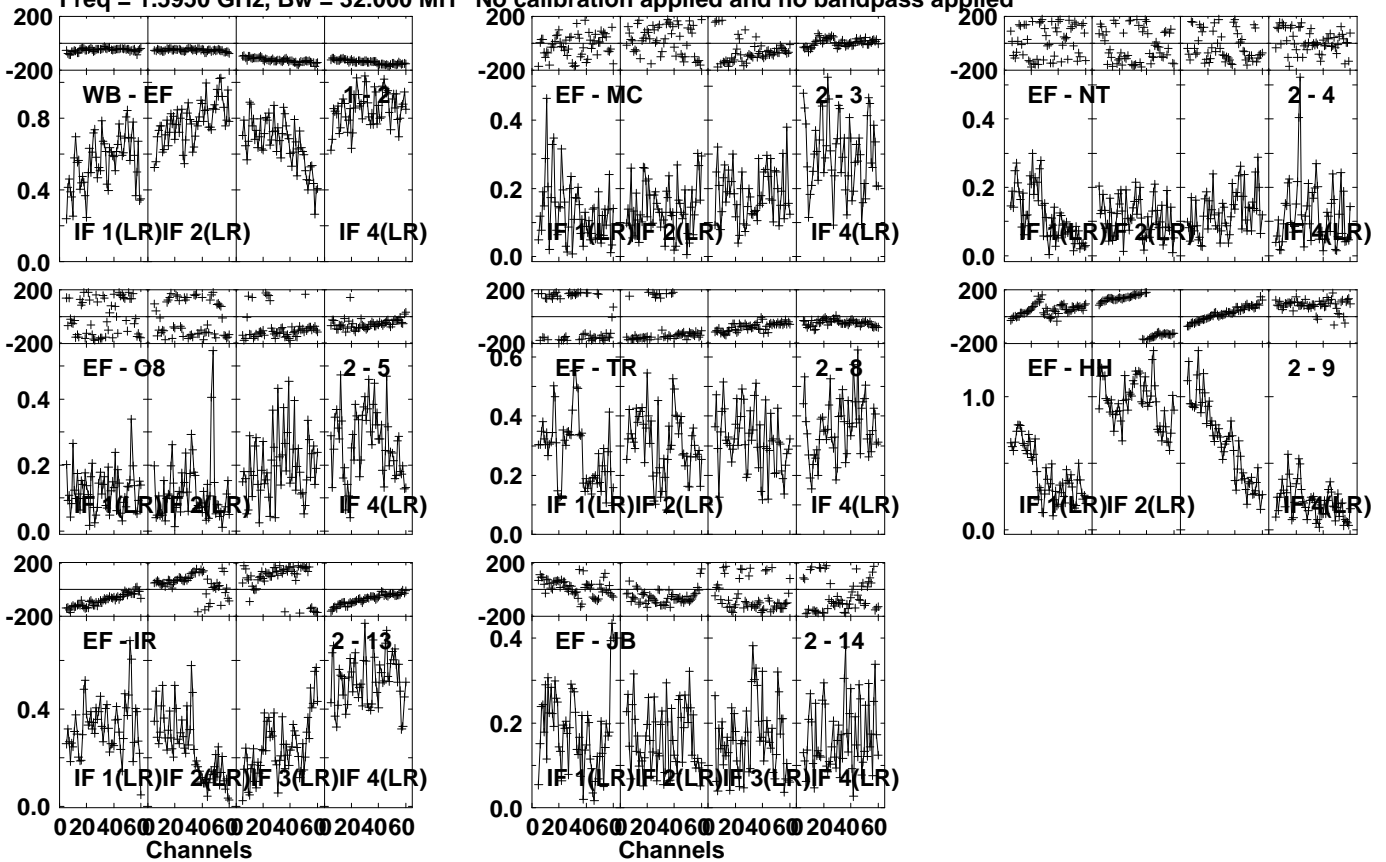 Freq = 1.5950 GHz, Bw = 32.000 MH No calibration applied and no bandpass applied
200
-200
WB - EF 1 - 2
0.8
0.4
0.0
IF 1(LR) IF 2(LR) IF 4(LR)
EF - MC 2 - 3
0.4
0.2
0.0
IF 1(LR) IF 2(LR) IF 4(LR)
200
-200
EF - NT 2 - 4
0.4
0.2
0.0
IF 1(LR) IF 2(LR) IF 4(LR)
200
-200
200
-200
EF - O8 2 - 5
0.4
0.2
0.0
IF 1(LR) IF 2(LR) IF 4(LR)
200
-200
EF - TR 2 - 8
0.6
0.4
0.2
0.0
IF 1(LR) IF 2(LR) IF 4(LR)
200
-200
EF - HH 2 - 9
1.0
0.0
IF 1(LR) IF 2(LR) IF 4(LR)
200
-200
EF - IR 2 - 13
0.4
0.0
IF 1(LR) IF 2(LR) IF 3(LR) IF 4(LR)
0 20 40 60 0 20 40 60 0 20 40 60 0 20 40 60
Channels
200
-200
EF - JB 2 - 14
0.4
0.2
0.0
IF 1(LR) IF 2(LR) IF 3(LR) IF 4(LR)
0 20 40 60 0 20 40 60 0 20 40 60 0 20 40 60
Channels